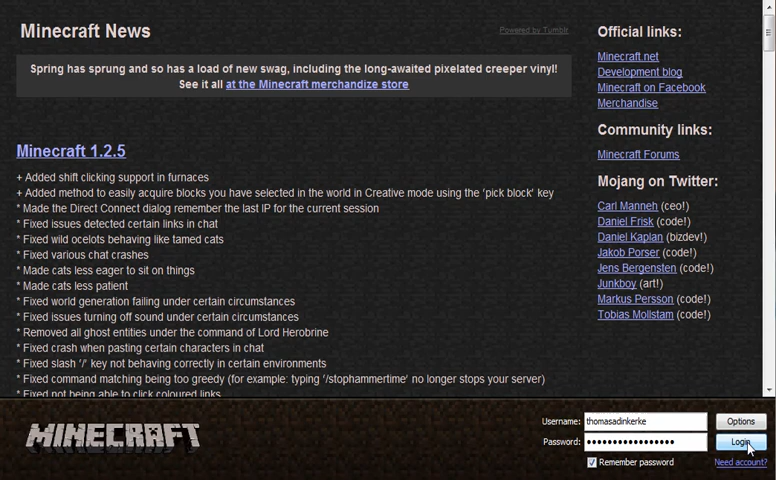 Minecraft News
Powered by Tumblr
Spring has sprung and so has a load of new swag, including the long-awaited pixelated creeper vinyl!
See it all at the Minecraft merchandize store
Minecraft 1.2.5
+ Added shift clicking support in furnaces
+ Added method to easily acquire blocks you have selected in the world in Creative mode using the 'pick block' key
* Made the Direct Connect dialog remember the last IP for the current session
* Fixed issues detected certain links in chat
* Fixed wild ocelots behaving like tamed cats
* Fixed various chat crashes
* Made cats less eager to sit on things
* Made cats less patient
* Fixed world generation failing under certain circumstances
* Fixed issues turning off sound under certain circumstances
* Removed all ghost entities under the command of Lord Herobrine
* Fixed crash when pasting certain characters in chat
* Fixed slash '/' key not behaving correctly in certain environments
* Fixed command matching being too greedy (for example: typing '/stophammertime' no longer stops your server)
* Fixed not being able to click coloured links
Official links:
Minecraft.net
Development blog
Minecraft on Facebook
Merchandise
Community links:
Minecraft Forums
Mojang on Twitter:
Carl Manneh (ceo!)
Daniel Frisk (code!)
Daniel Kaplan (bizdev!)
Jakob Porser (code!)
Jens Bergensten (code!)
Junkboy (art!)
Markus Persson (code!)
Tobias Mollstam (code!)
MINECRAFT
Username: thomasadinkerke Options
Password: ●●●●●●●●●●●●●●●●● Login
Remember password Need account?